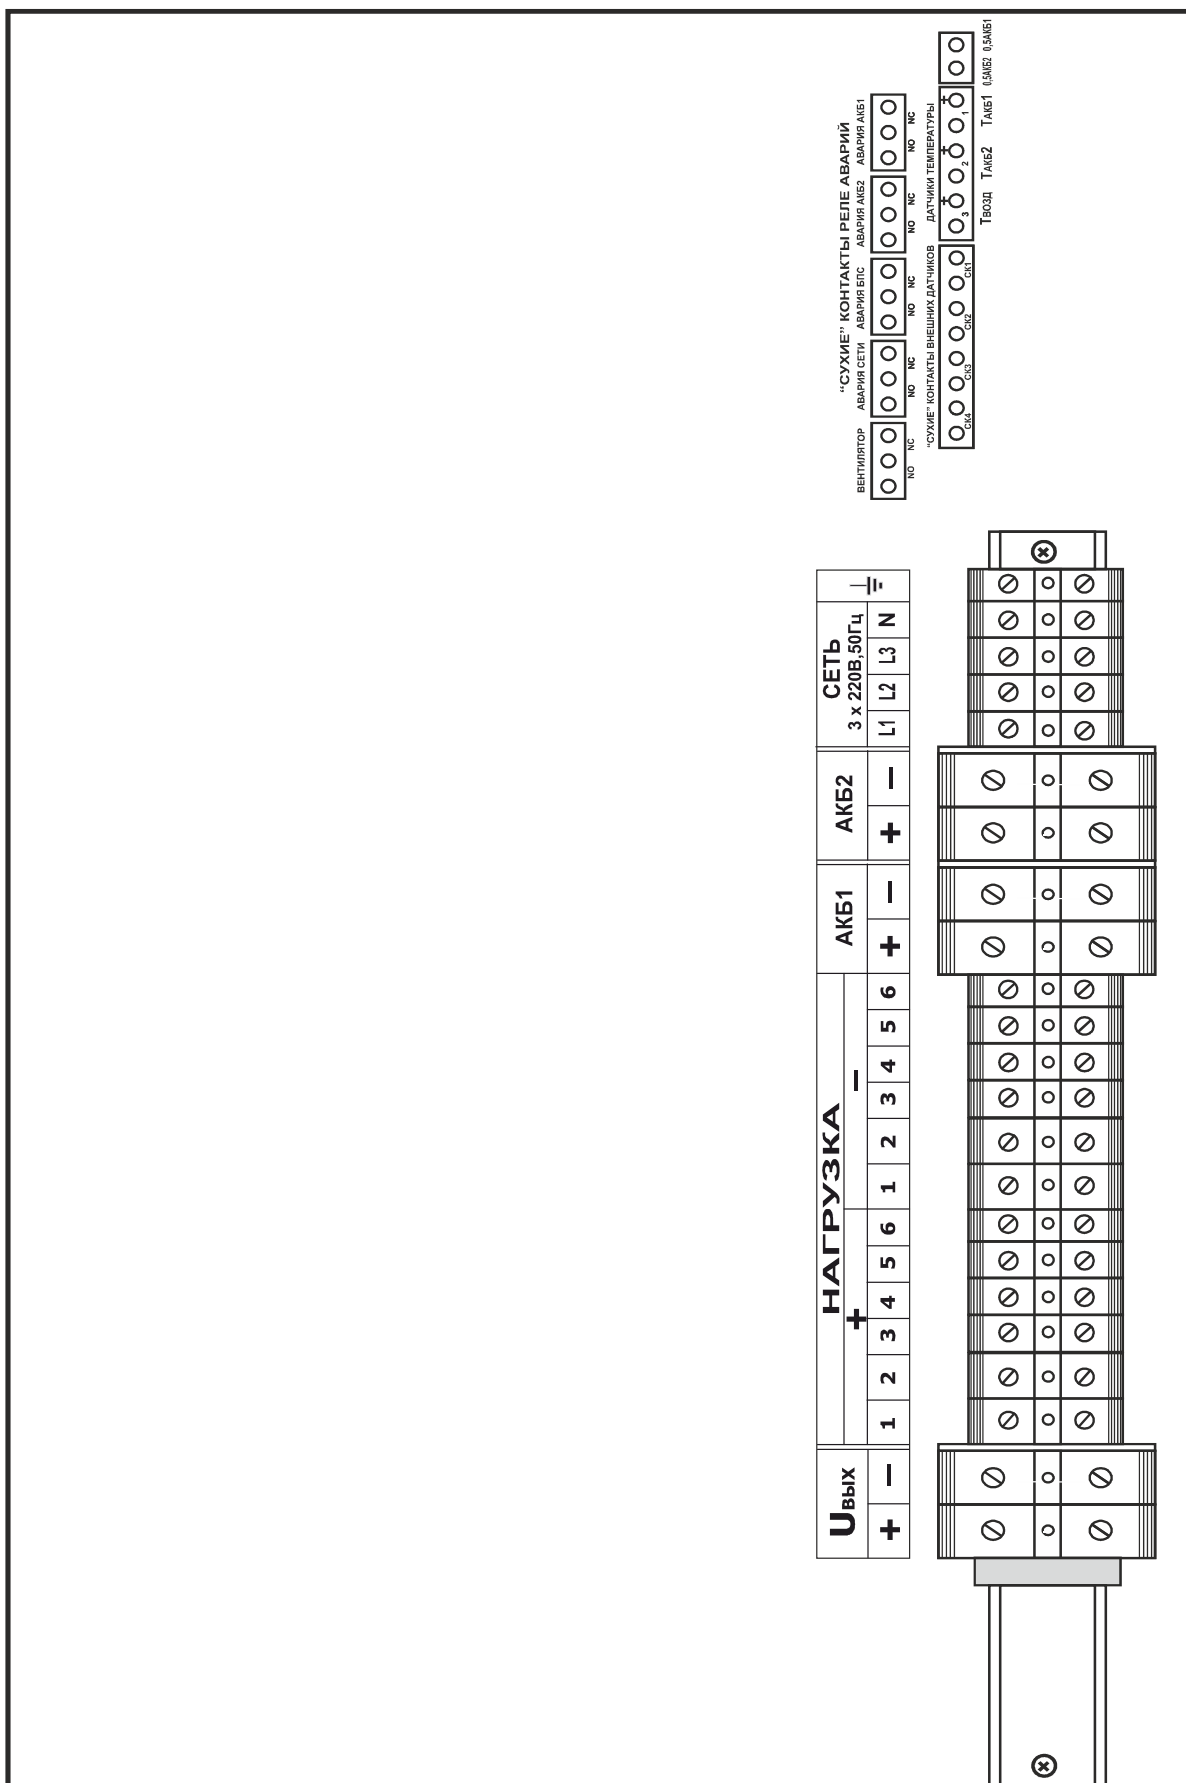 “СУХИЕ” КОНТАКТЫ РЕЛЕ АВАРИЙ
ВЕНТИЛЯТОР
АВАРИЯ СЕТИ
АВАРИЯ БПС
АВАРИЯ АКБ2
АВАРИЯ АКБ1
NO NC
NO NC
NO NC
NO NC
NO NC
“СУХИЕ” КОНТАКТЫ ВНЕШНИХ ДАТЧИКОВ
ДАТЧИКИ ТЕМПЕРАТУРЫ
+ + +
СК4 СК3 СК2 СК1
3 2 1
ТВОЗД ТАКБ2 ТАКБ1 0,5АКБ2 0,5АКБ1
UВЫХ
+ −
НАГРУЗКА
+ −
1 2 3 4 5 6 1 2 3 4 5 6
АКБ1
+ −
АКБ2
+ −
СЕТЬ
3 x 220В,50Гц
L1 L2 L3 N